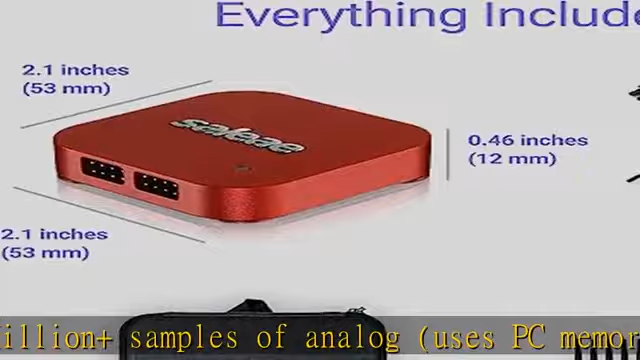 Everything Include
2.1 inches
(53 mm)
saleae
0.46 inches
(12 mm)
2.1 inches
(53 mm)
illion+ samples of analog (uses PC memor